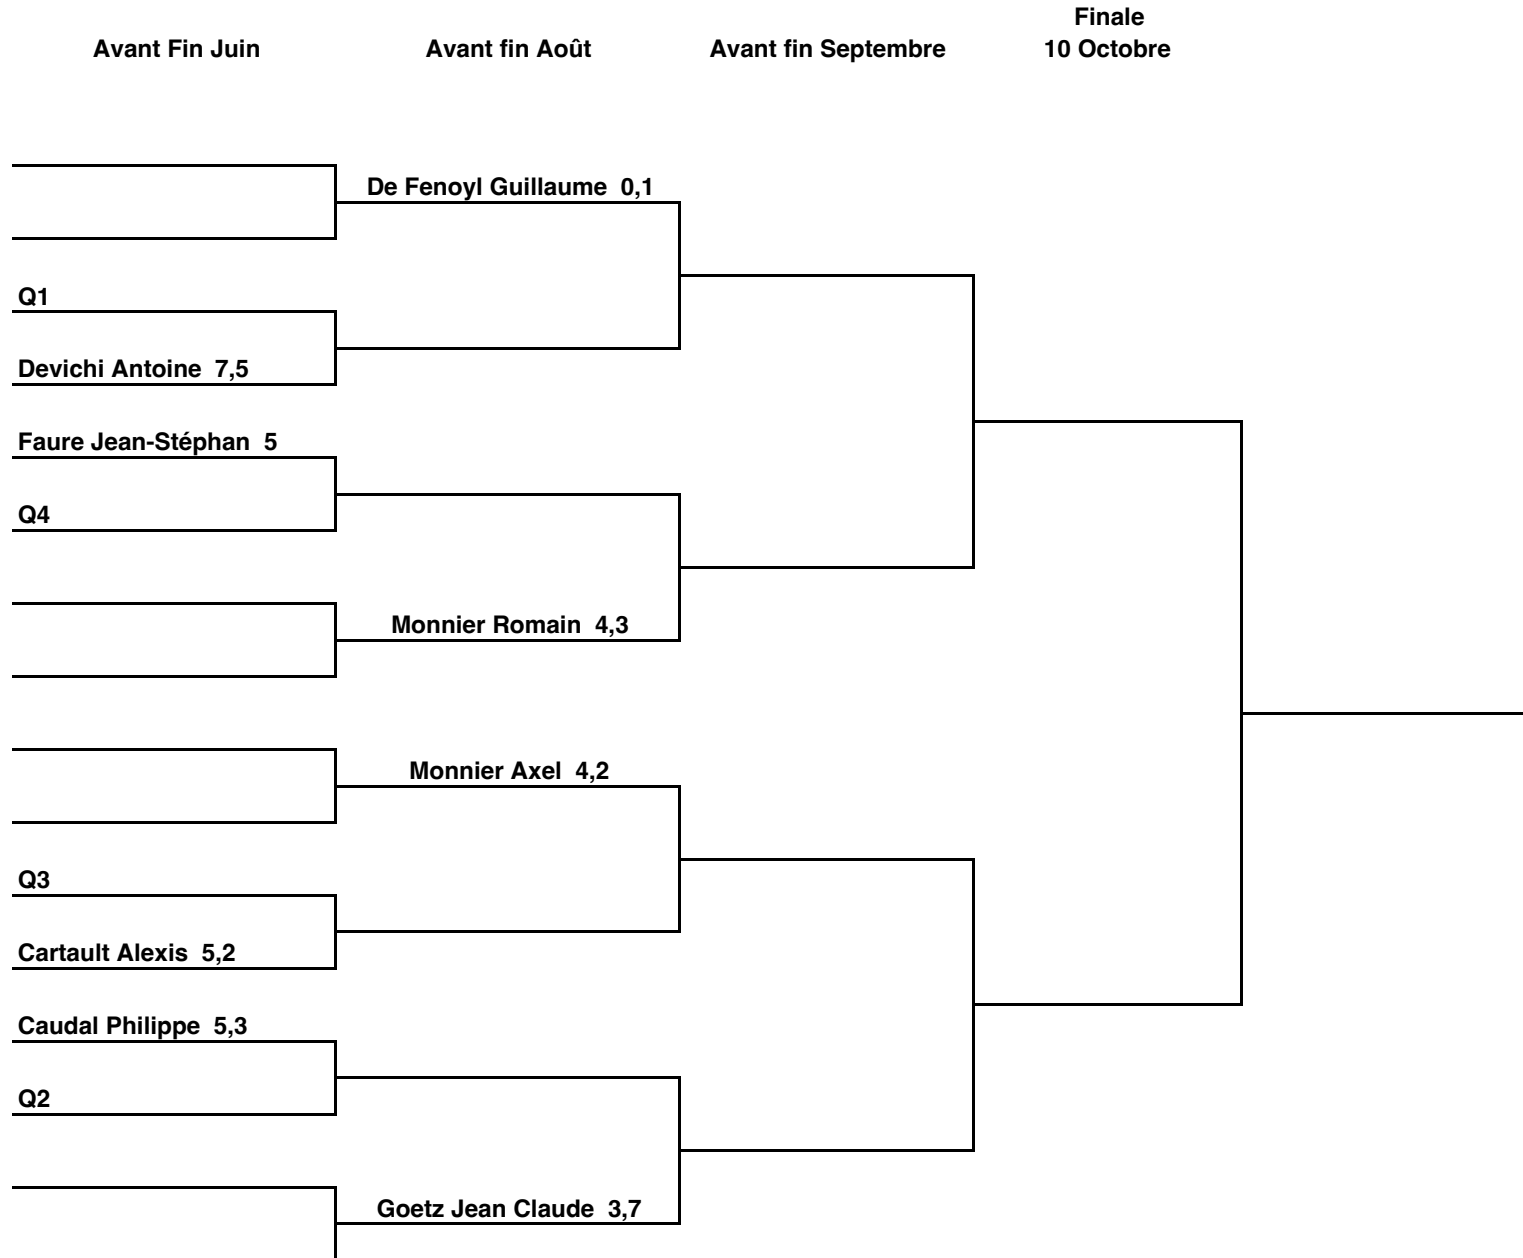 Finale
Avant Fin Juin Avant fin Août Avant fin Septembre 10 Octobre
De Fenoyl Guillaume 0,1
Q1
Devichi Antoine 7,5
Faure Jean-Stéphan 5
Q4
Monnier Romain 4,3
Monnier Axel 4,2
Q3
Cartault Alexis 5,2
Caudal Philippe 5,3
Q2
Goetz Jean Claude 3,7